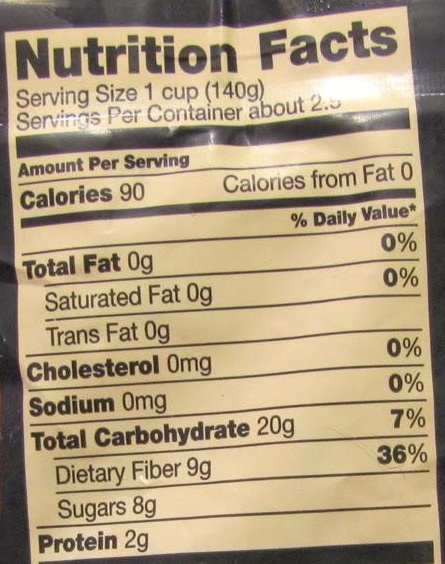 Nutrition Facts
Serving Size 1 cup (140g)
Servings Per Container about 2.5
Amount Per Serving
Calories 90 Calories from Fat 0
% Daily Value*
Total Fat 0g 0%
Saturated Fat 0g 0%
Trans Fat 0g
Cholesterol 0mg 0%
Sodium 0mg 0%
Total Carbohydrate 20g 7%
Dietary Fiber 9g 36%
Sugars 8g
Protein 2g